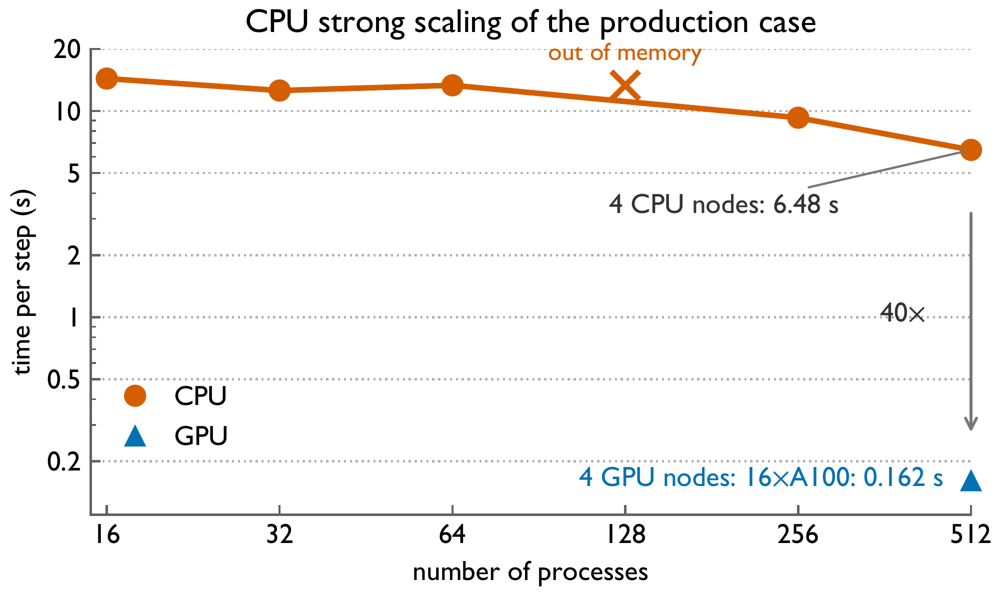 CPU strong scaling of the production case
out of memory
20
10
5
2
1
0.5
0.2
time per step (s)
4 CPU nodes: 6.48 s
40×
CPU
GPU
4 GPU nodes: 16×A100: 0.162 s
16
32
64
128
256
512
number of processes